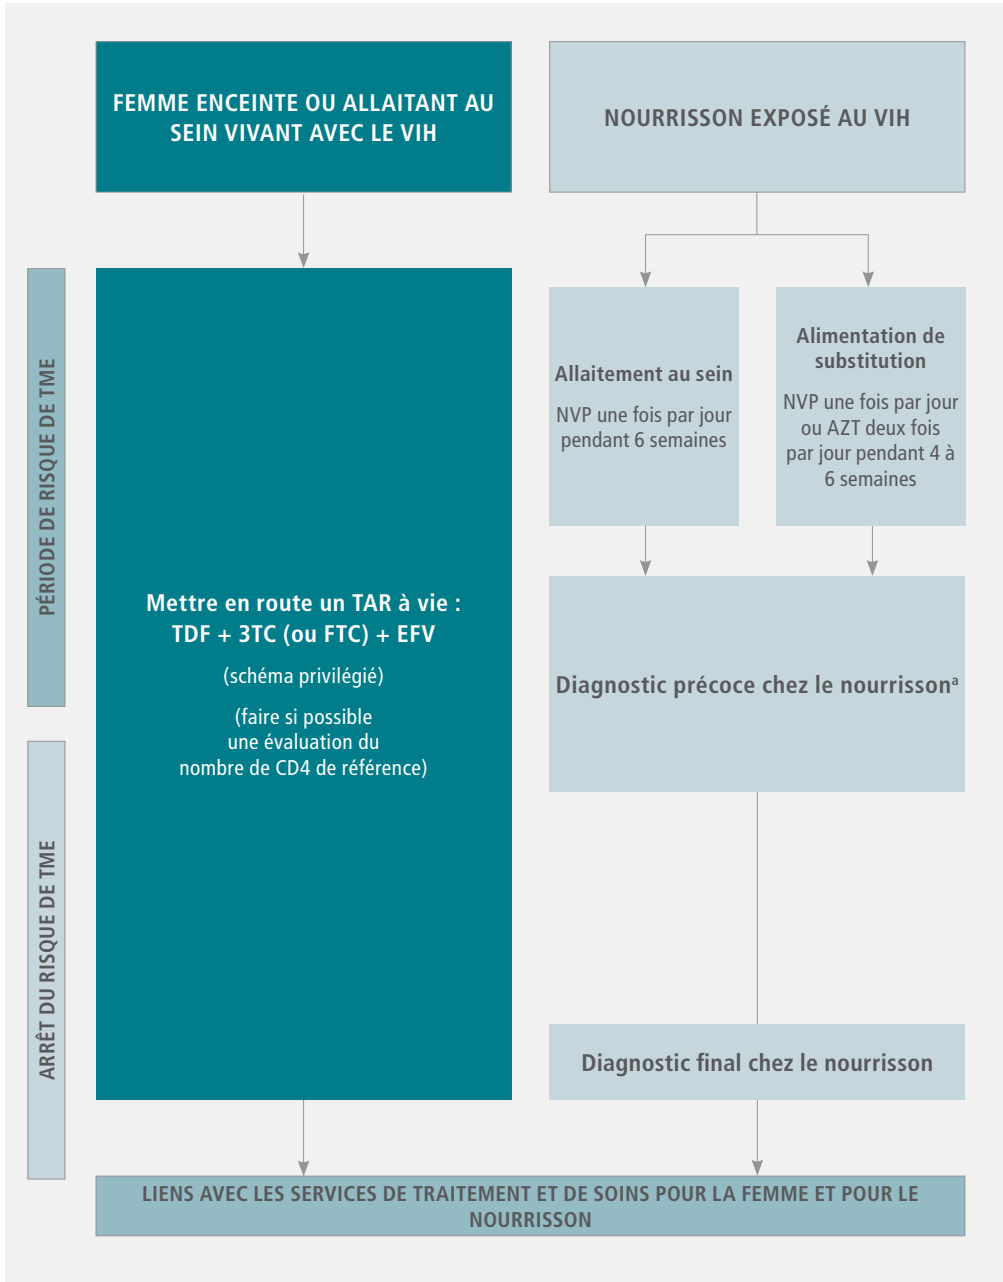 FEMME ENCEINTE OU ALLAITANT AU
SEIN VIVANT AVEC LE VIH
NOURRISSON EXPOSÉ AU VIH
PÉRIODE DE RISQUE DE TME
Allaitement au sein
NVP une fois par jour
pendant 6 semaines
Alimentation de
substitution
NVP une fois par jour
ou AZT deux fois
par jour pendant 4 à
6 semaines
Mettre en route un TAR à vie :
TDF + 3TC (ou FTC) + EFV
(schéma privilégié)
(faire si possible
une évaluation du
nombre de CD4 de référence)
Diagnostic précoce chez le nourrissonᵃ
ARRÊT DU RISQUE DE TME
Diagnostic final chez le nourrisson
LIENS AVEC LES SERVICES DE TRAITEMENT ET DE SOINS POUR LA FEMME ET POUR LE
NOURRISSON